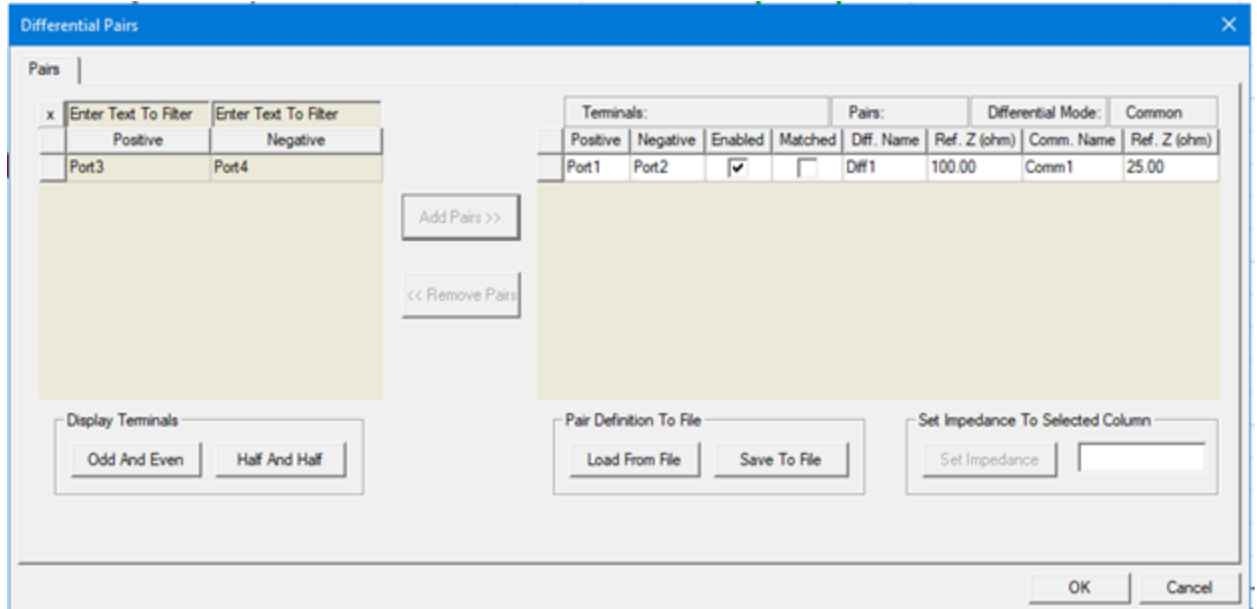 Differential Pairs
Pairs
x Enter Text To Filter Enter Text To Filter
Positive Negative
Port3 Port4
Add Pairs >>
<< Remove Pairs
Terminals: Pairs: Differential Mode: Common
Positive Negative Enabled Matched Diff. Name Ref. Z (ohm) Comm. Name Ref. Z (ohm)
Port1 Port2 Diff1 100.00 Comm1 25.00
Display Terminals
Odd And Even Half And Half
Pair Definition To File
Load From File Save To File
Set Impedance To Selected Column
Set Impedance
OK Cancel